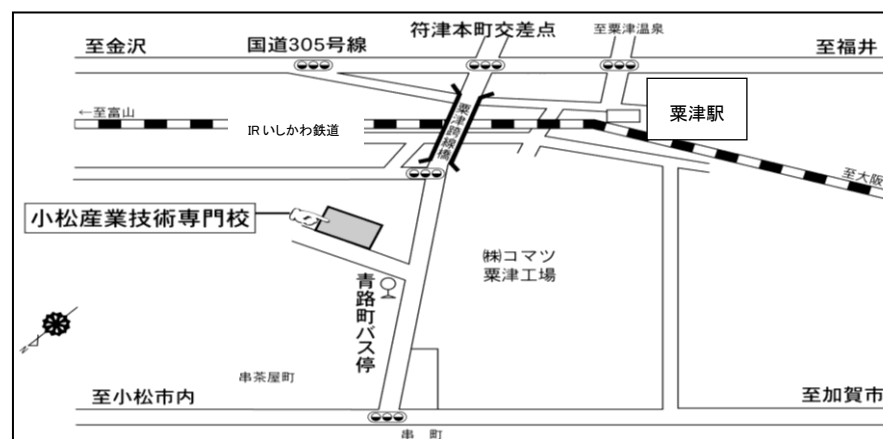 符津本町交差点
至粟津温泉
至金沢
国道305号線
至福井
←至富山
IRいしかわ鉄道
粟津跨線橋
粟津駅
至大阪
小松産業技術専門校
㈱コマツ
粟津工場
青路町バス停
N
串茶屋町
至小松市内
至加賀市
串 町